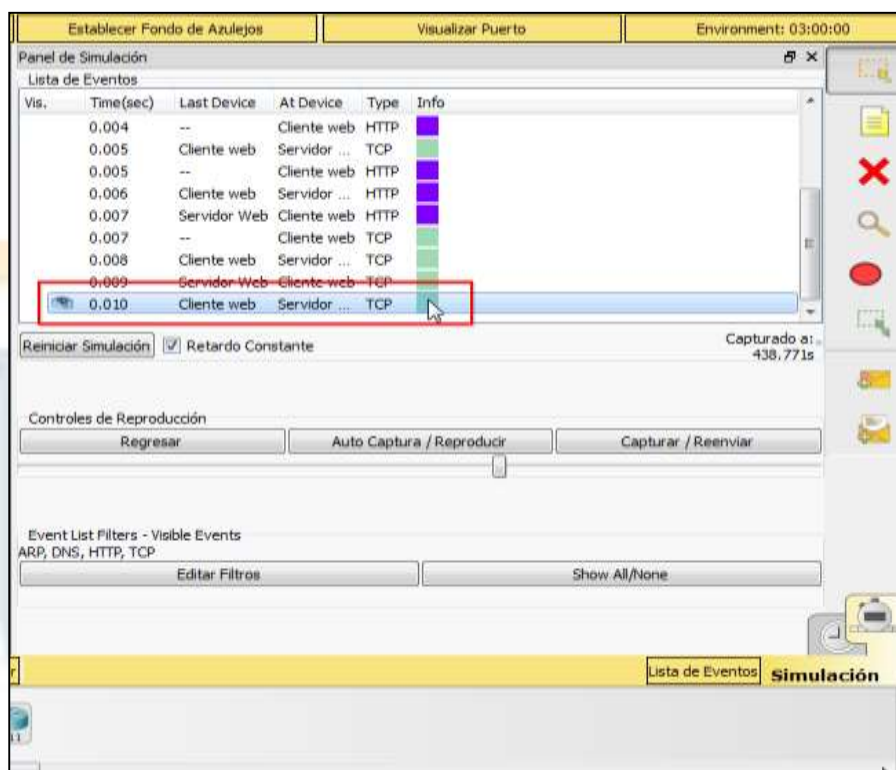 Establecer Fondo de Azulejos Visualizar Puerto Environment: 03:00:00
Panel de Simulación
Lista de Eventos
Vis. Time(sec) Last Device At Device Type Info
0.004 -- Cliente web HTTP
0.005 Cliente web Servidor ... TCP
0.005 -- Cliente web HTTP
0.006 Cliente web Servidor ... HTTP
0.007 Servidor Web Cliente web HTTP
0.007 -- Cliente web TCP
0.008 Cliente web Servidor ... TCP
0.009 Servidor Web Cliente web TCP
0.010 Cliente web Servidor ... TCP
Reiniciar Simulación Retardo Constante Capturado a:
438.771s
Controles de Reproducción
Regresar Auto Captura / Reproducir Capturar / Reenviar
Event List Filters - Visible Events
ARP, DNS, HTTP, TCP
Editar Filtros Show All/None
Lista de Eventos Simulación